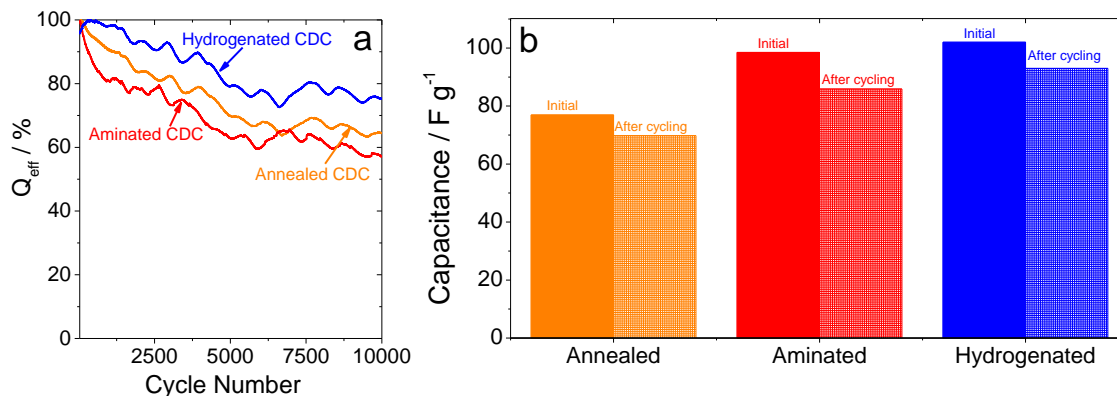 a
100
80
60
40
20
0
Q_eff / %
Hydrogenated CDC
Aminated CDC
Annealed CDC
2500
5000
7500
10000
Cycle Number
b
100
80
60
40
20
0
Capacitance / F g⁻¹
Initial
After cycling
Initial
After cycling
Initial
After cycling
Annealed
Aminated
Hydrogenated